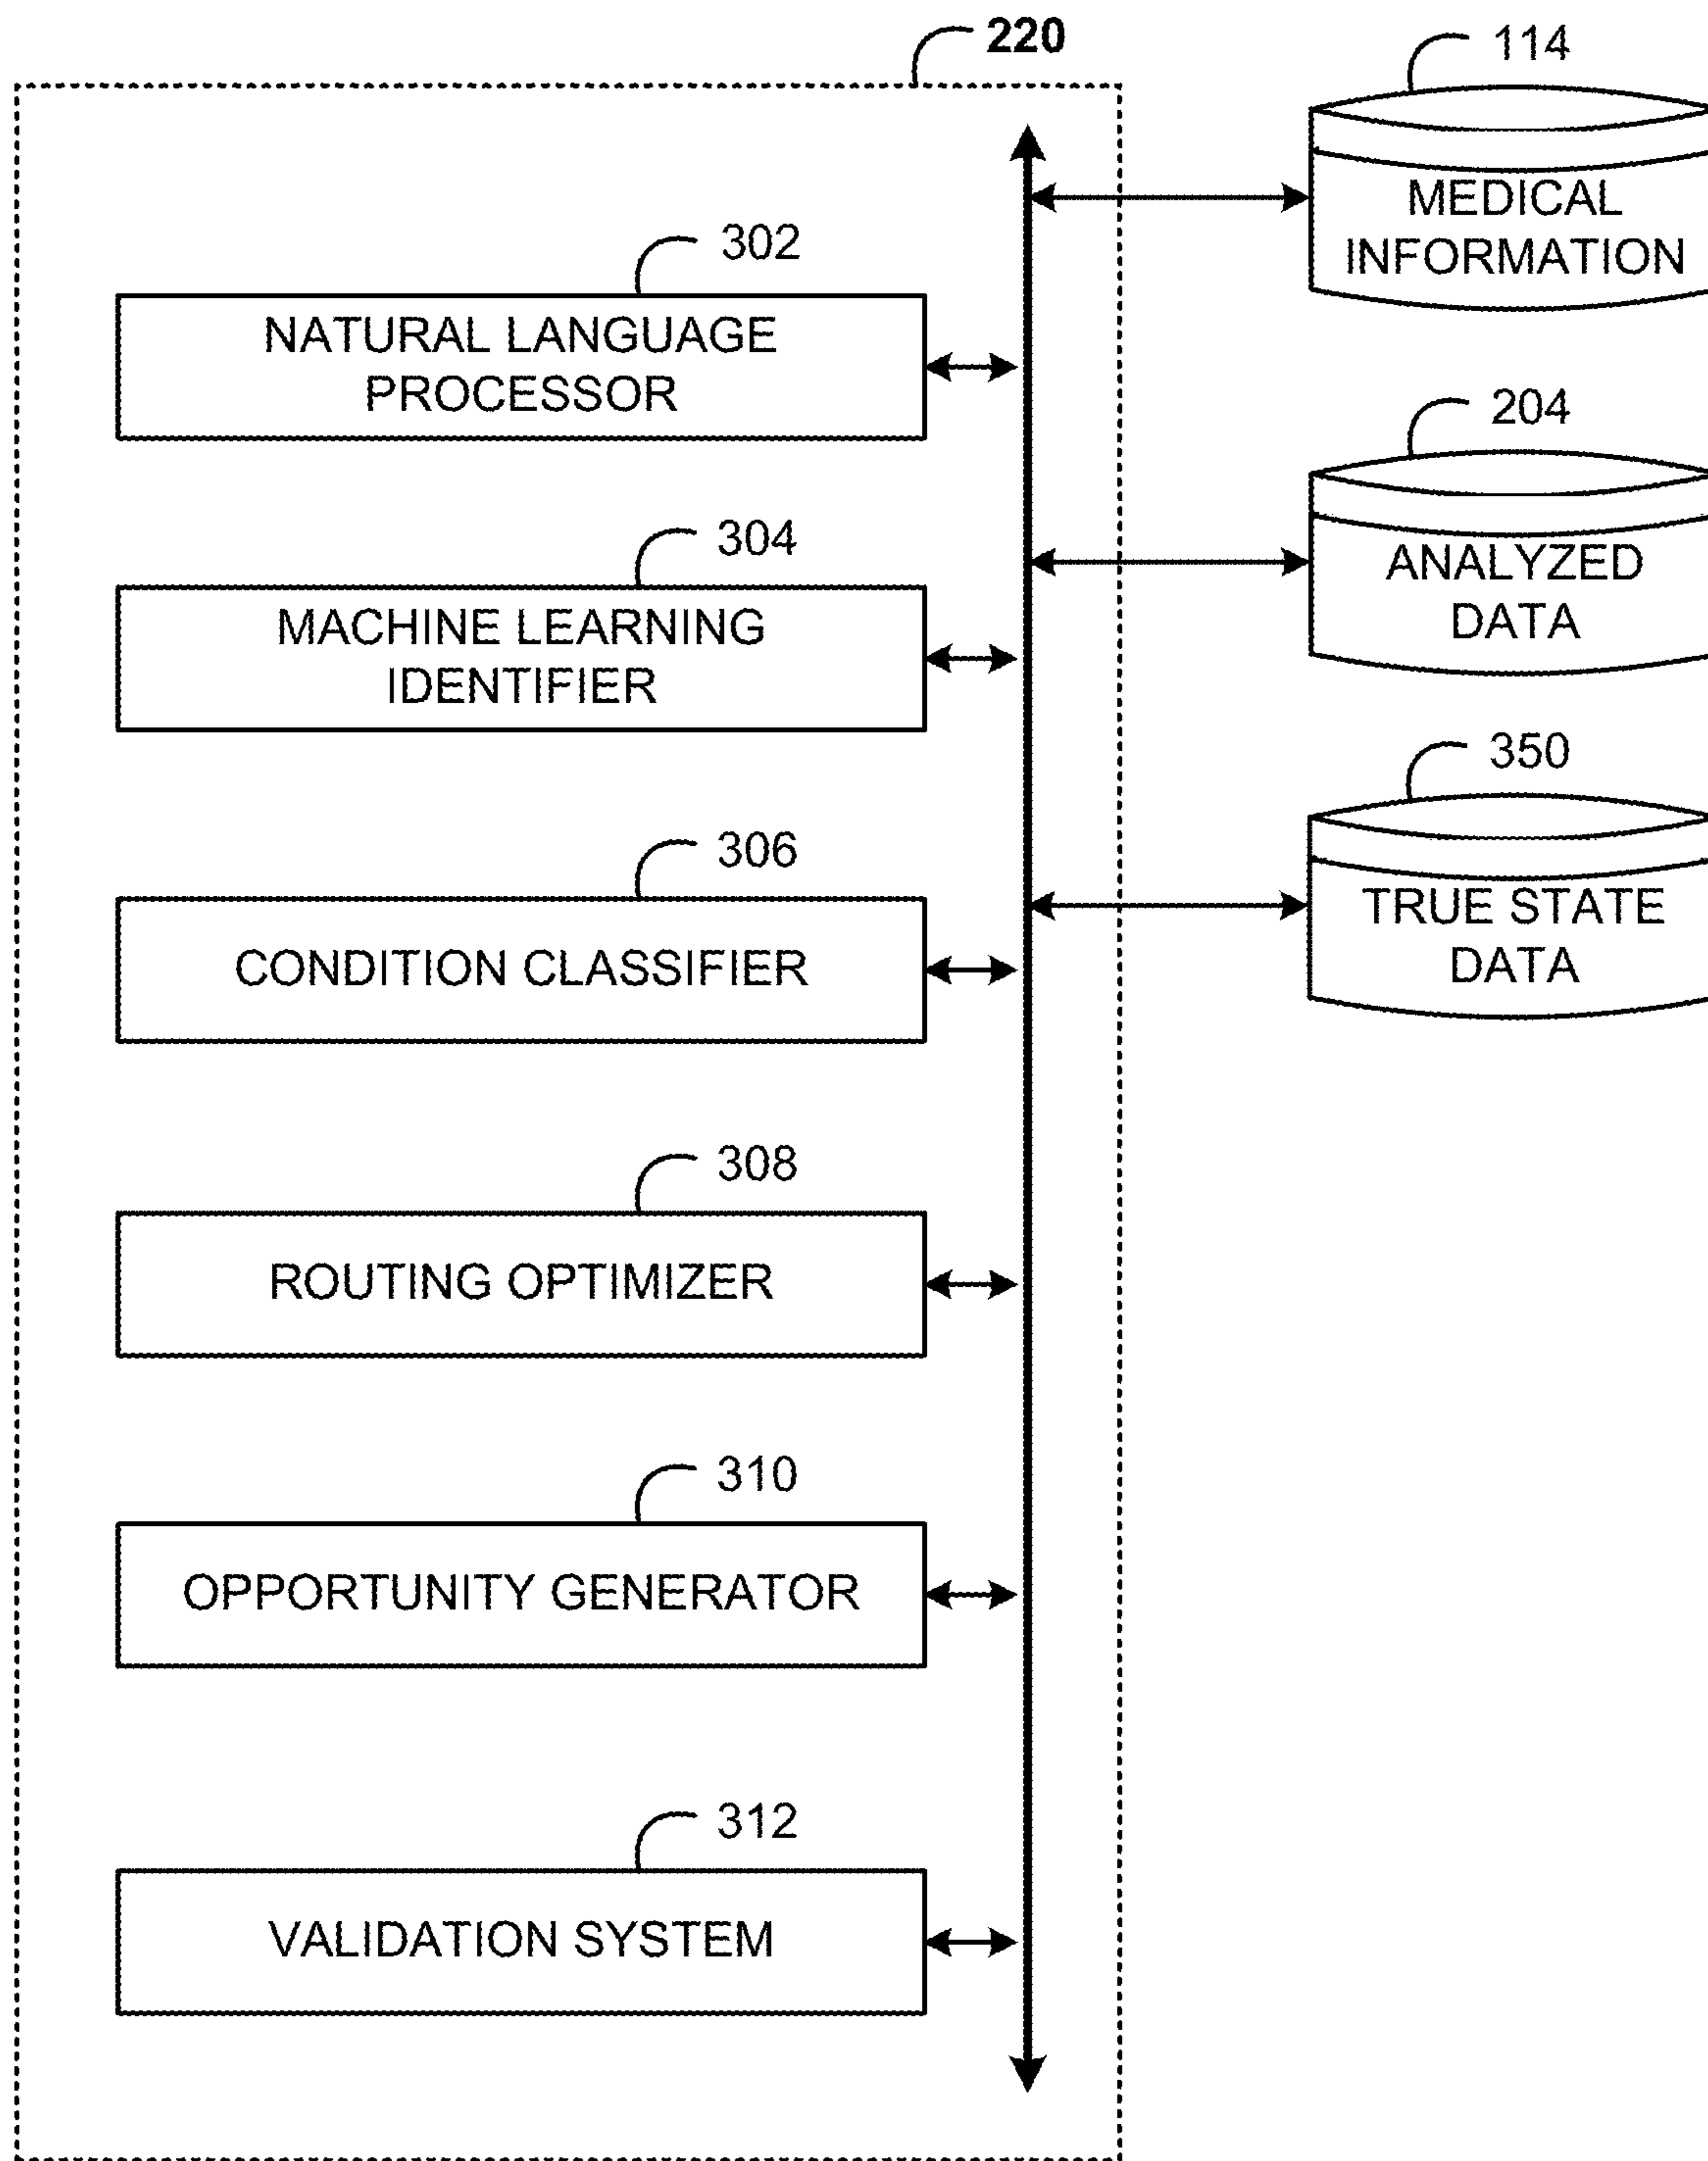 220
114
MEDICAL
INFORMATION
302
NATURAL LANGUAGE
PROCESSOR
204
ANALYZED
DATA
304
MACHINE LEARNING
IDENTIFIER
350
TRUE STATE
DATA
306
CONDITION CLASSIFIER
308
ROUTING OPTIMIZER
310
OPPORTUNITY GENERATOR
312
VALIDATION SYSTEM